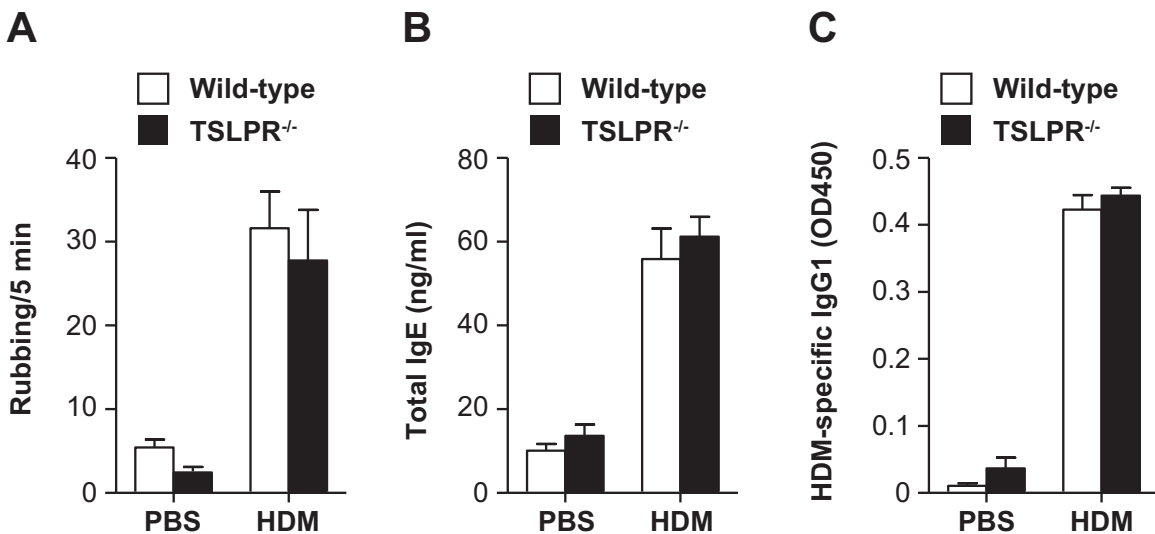 A
Wild-type
TSLPR-/-
Rubbing/5 min
40
30
20
10
0
PBS HDM
B
Wild-type
TSLPR-/-
Total IgE (ng/ml)
80
60
40
20
0
PBS HDM
C
Wild-type
TSLPR-/-
HDM-specific IgG1 (OD450)
0.5
0.4
0.3
0.2
0.1
0
PBS HDM